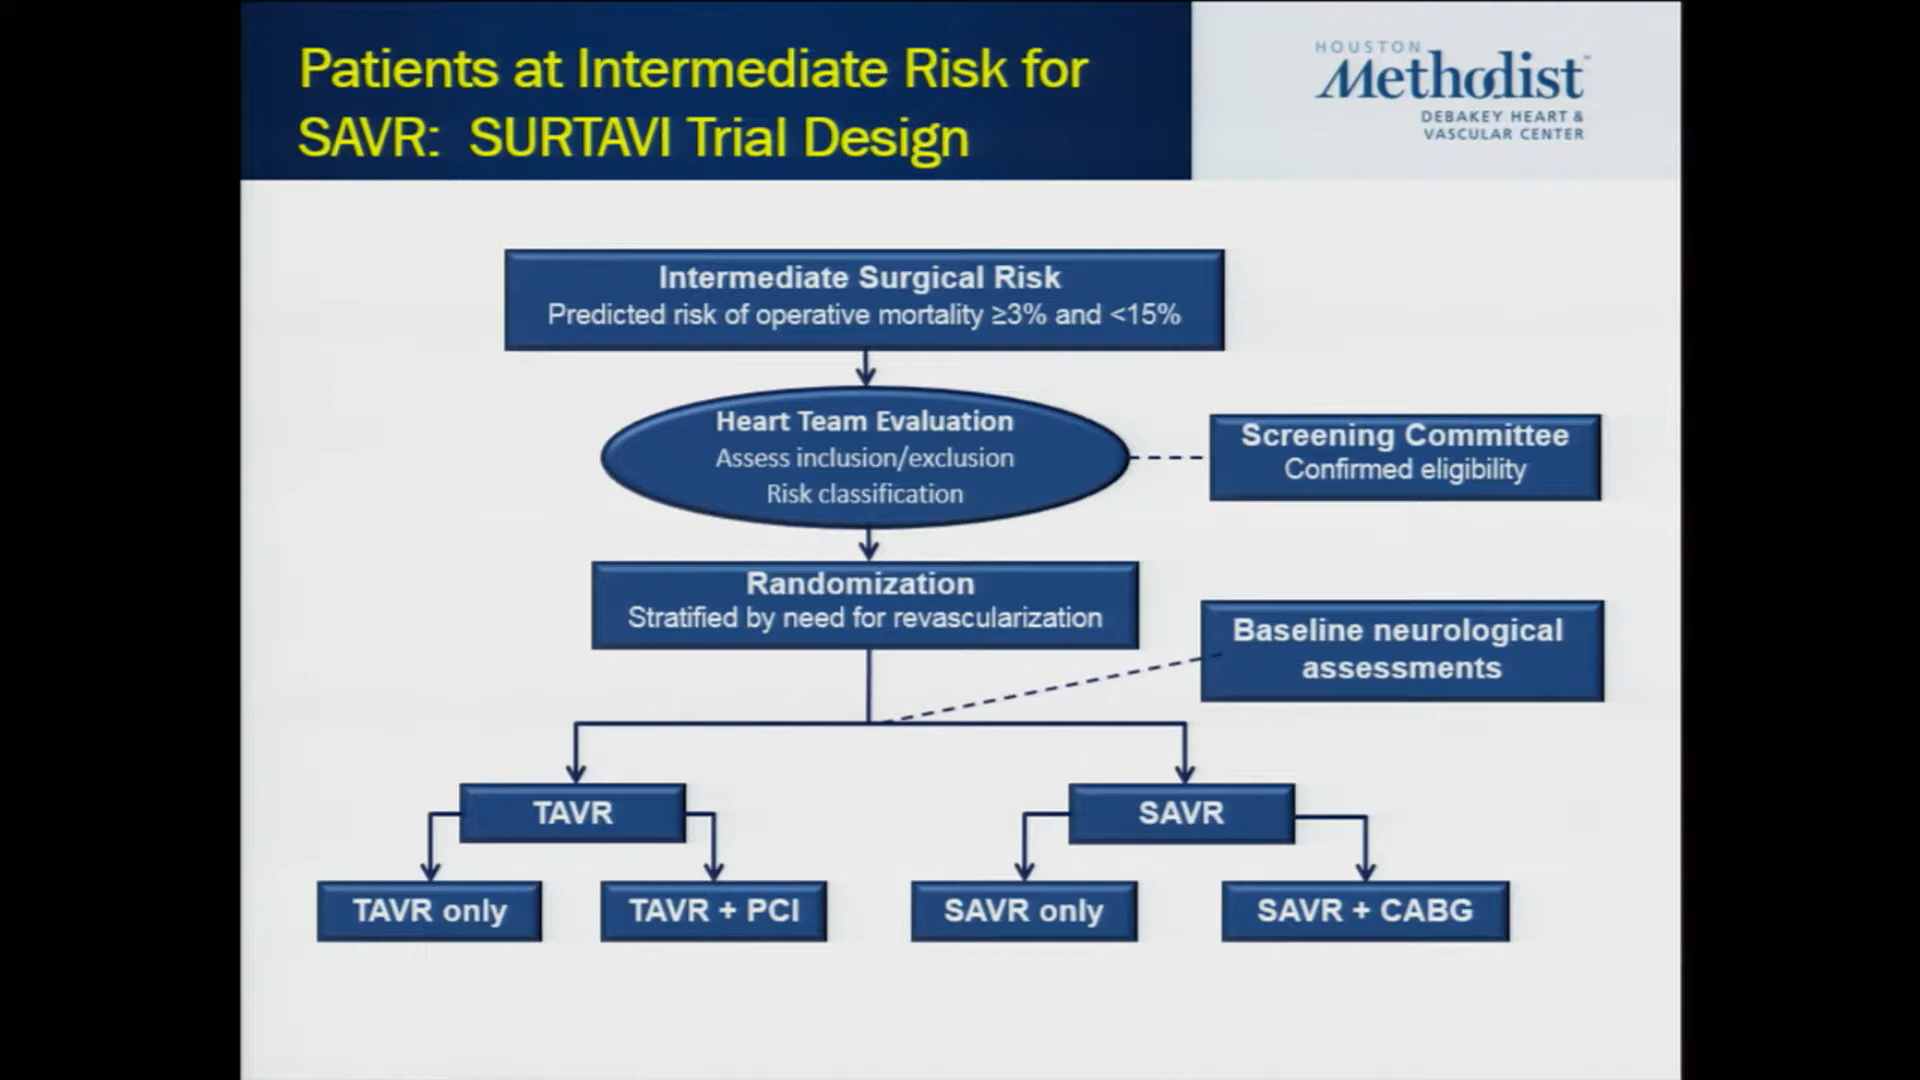 Patients at Intermediate Risk for
SAVR: SURTAVI Trial Design
HOUSTON
Methodist
DEBAKEY HEART &
VASCULAR CENTER
Intermediate Surgical Risk
Predicted risk of operative mortality ≥3% and <15%
Heart Team Evaluation
Assess inclusion/exclusion
Risk classification
Screening Committee
Confirmed eligibility
Randomization
Stratified by need for revascularization
Baseline neurological
assessments
TAVR
SAVR
TAVR only
TAVR + PCI
SAVR only
SAVR + CABG